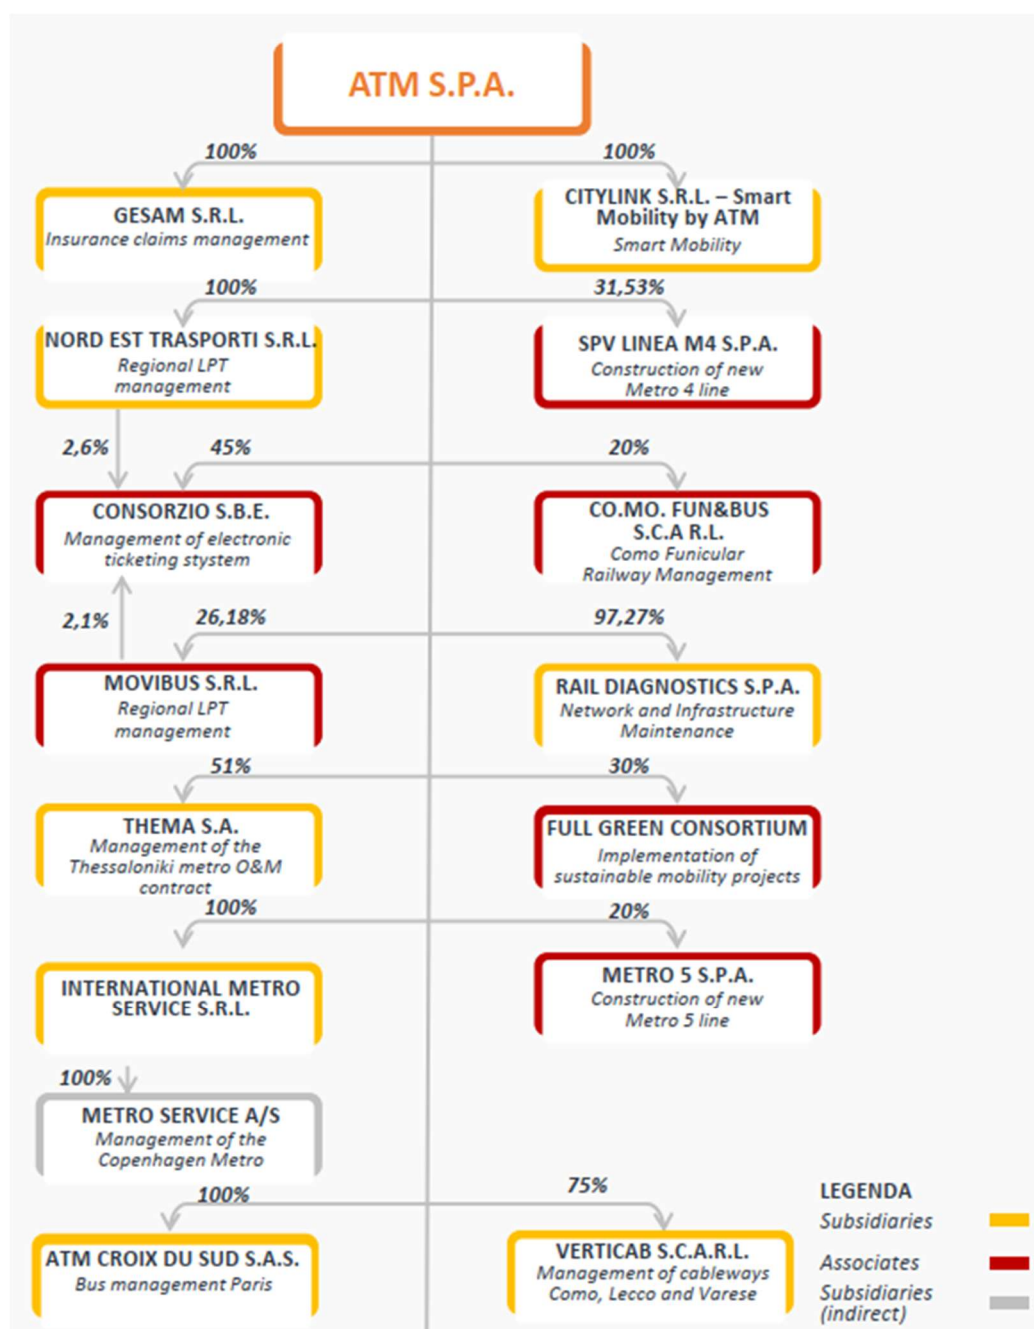 ATM S.P.A.
100%
100%
GESAM S.R.L.
Insurance claims management
CITYLINK S.R.L. – Smart
Mobility by ATM
Smart Mobility
100%
31,53%
NORD EST TRASPORTI S.R.L.
Regional LPT
management
SPV LINEA M4 S.P.A.
Construction of new
Metro 4 line
2,6%
45%
20%
CONSORZIO S.B.E.
Management of electronic
ticketing stystem
CO.MO. FUN&BUS
S.C.A R.L.
Como Funicular
Railway Management
2,1%
26,18%
97,27%
MOVIBUS S.R.L.
Regional LPT
management
RAIL DIAGNOSTICS S.P.A.
Network and Infrastructure
Maintenance
51%
30%
THEMA S.A.
Management of the
Thessaloniki metro O&M
contract
FULL GREEN CONSORTIUM
Implementation of
sustainable mobility projects
100%
20%
INTERNATIONAL METRO
SERVICE S.R.L.
METRO 5 S.P.A.
Construction of new
Metro 5 line
100%
METRO SERVICE A/S
Management of the
Copenhagen Metro
100%
75%
ATM CROIX DU SUD S.A.S.
Bus management Paris
VERTICAB S.C.A.R.L.
Management of cableways
Como, Lecco and Varese
LEGENDA
Subsidiaries
Associates
Subsidiaries
(indirect)